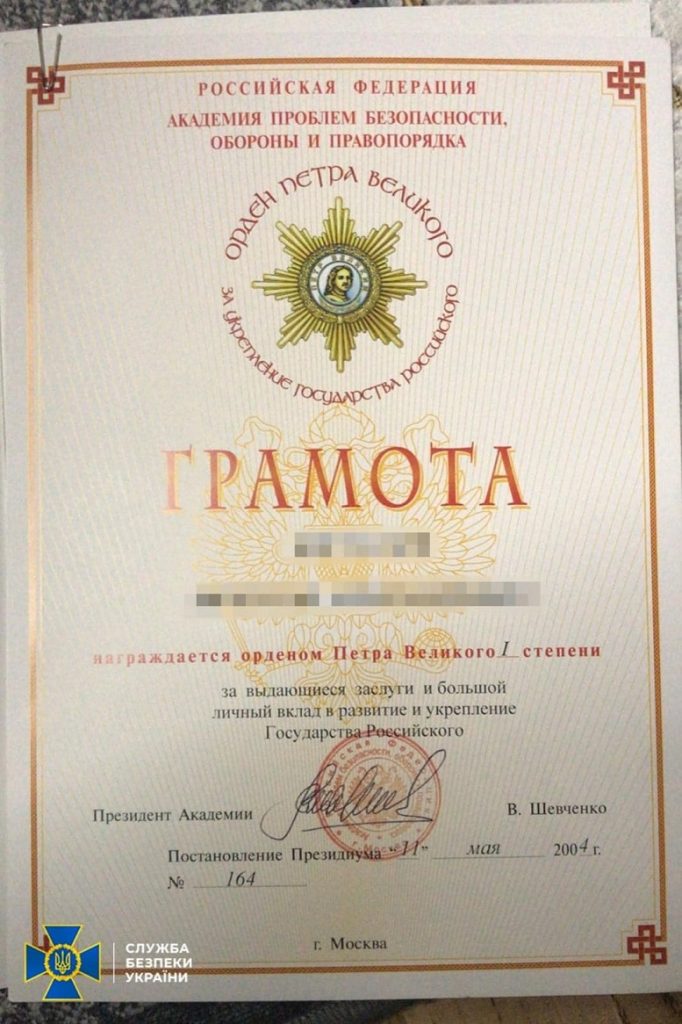 РОССИЙСКАЯ ФЕДЕРАЦИЯ
АКАДЕМИЯ ПРОБЛЕМ БЕЗОПАСНОСТИ,
ОБОРОНЫ И ПРАВОПОРЯДКА
ОРДЕН ПЕТРА ВЕЛИКОГО
ПЕТР ВЕЛИКИЙ
ЗА УКРЕПЛЕНИЕ ГОСУДАРСТВА РОССИЙСКОГО
ГРАМОТА
награждается орденом Петра Великого I степени
за выдающиеся заслуги и большой
личный вклад в развитие и укрепление
Государства Российского
Президент Академии В. Шевченко
Постановление Президиума "11" мая 2004 г.
№ 164
г. Москва
СЛУЖБА
БЕЗПЕКИ
УКРАЇНИ